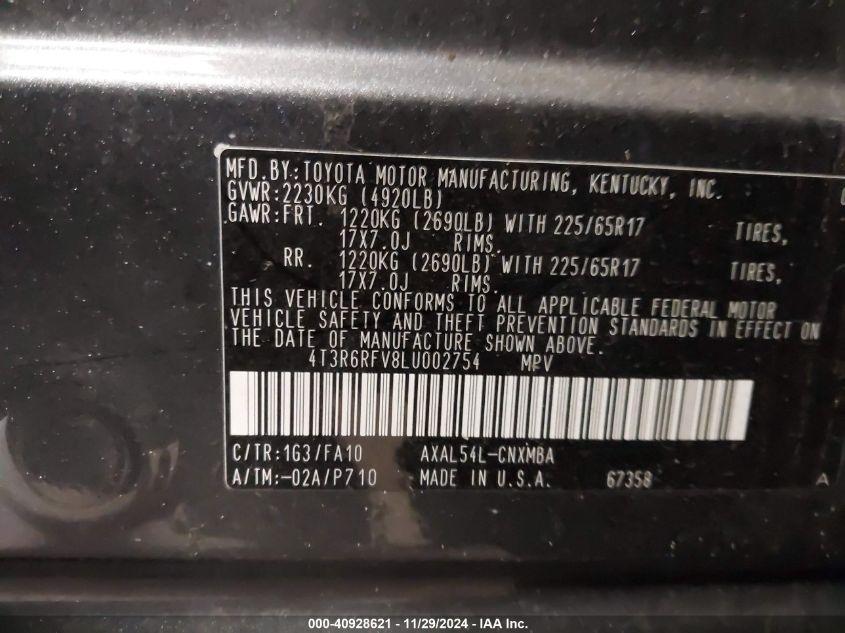 MFD.BY:TOYOTA MOTOR MANUFACTURING, KENTUCKY, INC.
GVWR:2230KG (4920LB)
GAWR:FRT. 1220KG (2690LB) WITH 225/65R17 TIRES,
17X7.0J RIMS.
RR. 1220KG (2690LB) WITH 225/65R17 TIRES,
17X7.0J RIMS.
THIS VEHICLE CONFORMS TO ALL APPLICABLE FEDERAL MOTOR
VEHICLE SAFETY AND THEFT PREVENTION STANDARDS IN EFFECT ON
THE DATE OF MANUFACTURE SHOWN ABOVE.
4T3R6RFV8LU002754 MPV
C/TR:1G3/FA10 AXAL54L-CNXMBA
A/TM:-02A/P710 MADE IN U.S.A. 67358 A
000-40928621 - 11/29/2024 - IAA Inc.